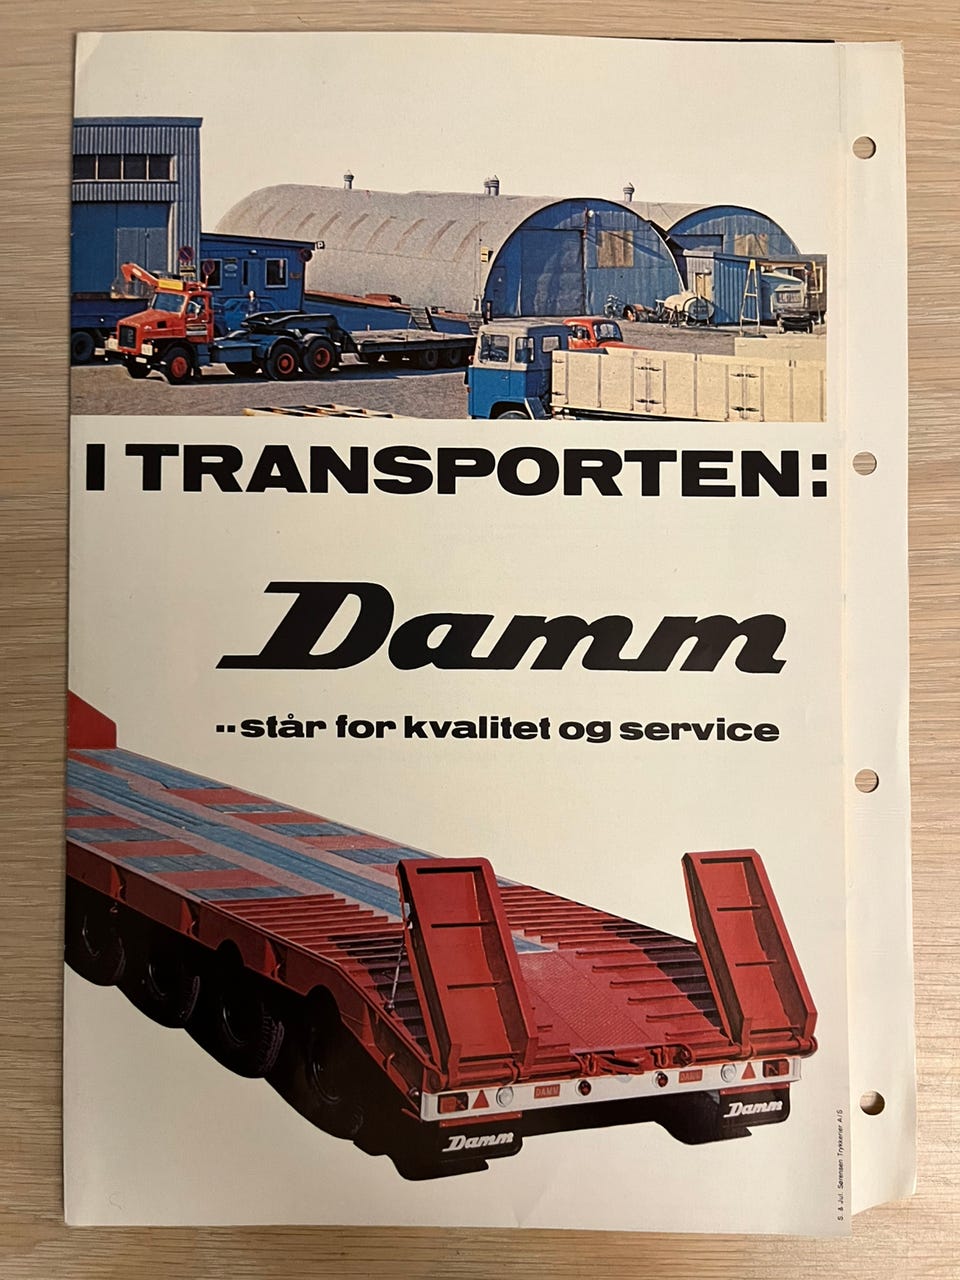 I TRANSPORTEN:
Damm
..står for kvalitet og service
DAMM
DAMM
Damm
Damm
S. & Jul. Sørensen Trykkerier A/S